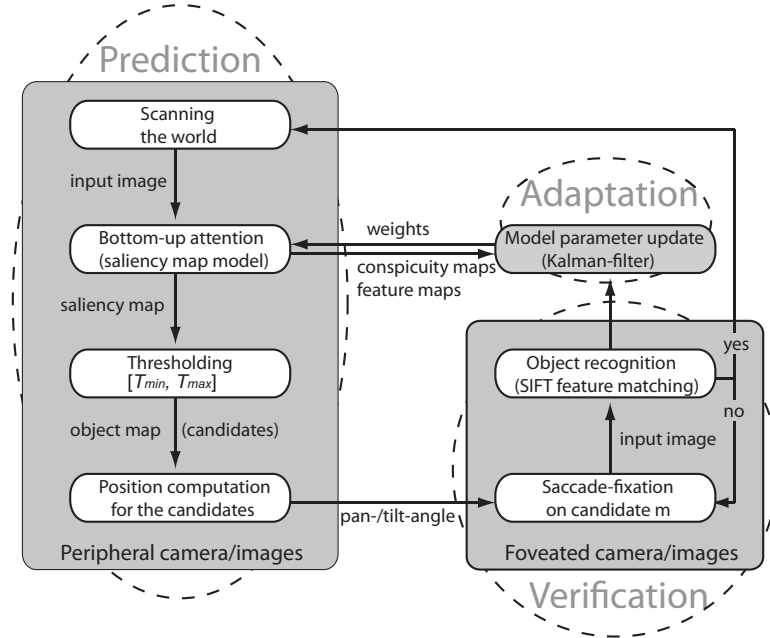 Prediction
Scanning
the world
input image
Bottom-up attention
(saliency map model)
saliency map
Thresholding
[Tmin, Tmax]
object map (candidates)
Position computation
for the candidates
Peripheral camera/images
weights
conspicuity maps
feature maps
pan-/tilt-angle
Adaptation
Model parameter update
(Kalman-filter)
yes
Object recognition
(SIFT feature matching)
no
input image
Saccade-fixation
on candidate m
Foveated camera/images
Verification